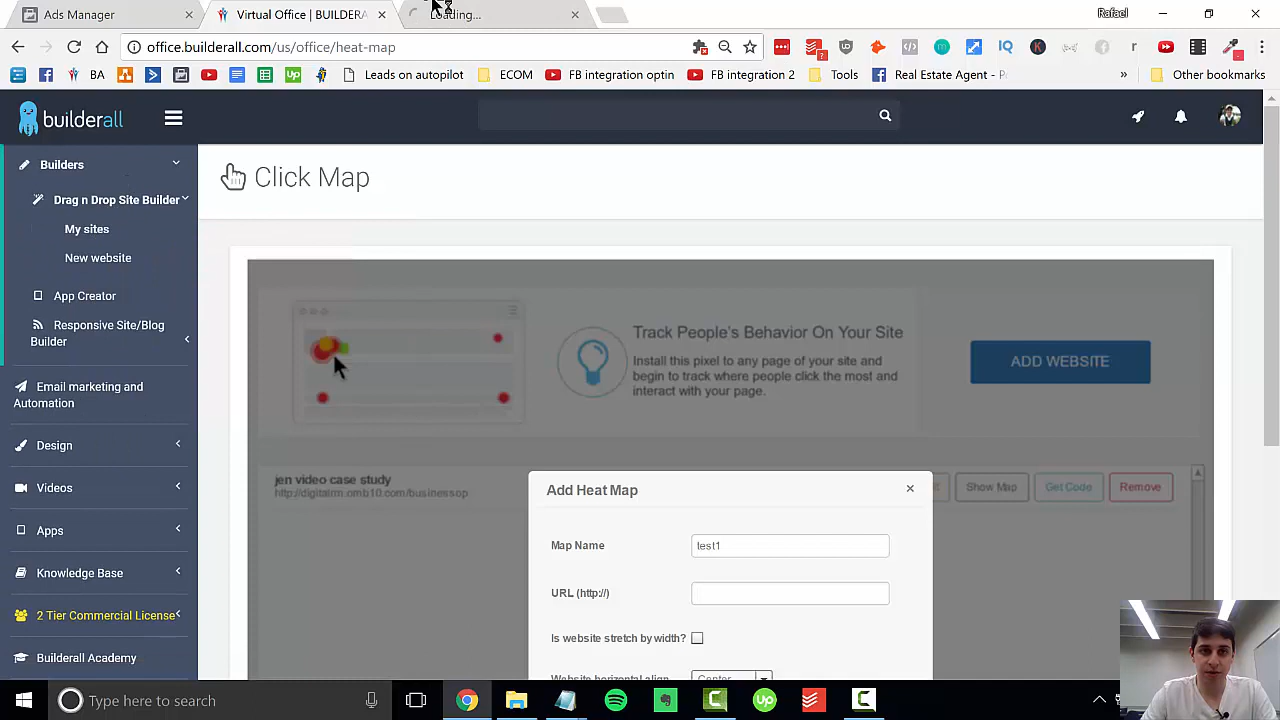 Ads Manager
Virtual Office | BUILDERA
Loading...
Rafael
office.builderall.com/us/office/heat-map
BA
Up
Leads on autopilot
ECOM
FB integration optin
FB integration 2
Tools
Real Estate Agent - Po
Other bookmarks
builderall
Builders
Drag n Drop Site Builder
My sites
New website
App Creator
Responsive Site/Blog
Builder
Email marketing and
Automation
Design
Videos
Apps
Knowledge Base
2 Tier Commercial License
Builderall Academy
Click Map
Track People's Behavior On Your Site
Install this pixel to any page of your site and
begin to track where people click the most and
interact with your page.
ADD WEBSITE
jen video case study
http://digitalrm.omb10.com/businessop
Show Map
Get Code
Remove
Add Heat Map
Map Name
test1
URL (http://)
Is website stretch by width?
Website horizontal align
Center
Type here to search